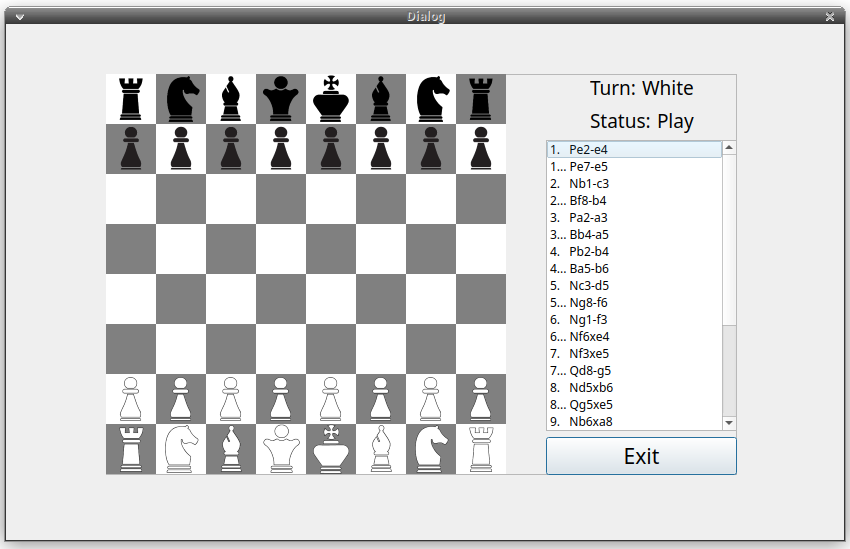 Dialog
Turn: White
Status: Play
1. Pe2-e4
1... Pe7-e5
2. Nb1-c3
2... Bf8-b4
3. Pa2-a3
3... Bb4-a5
4. Pb2-b4
4... Ba5-b6
5. Nc3-d5
5... Ng8-f6
6. Ng1-f3
6... Nf6xe4
7. Nf3xe5
7... Qd8-g5
8. Nd5xb6
8... Qg5xe5
9. Nb6xa8
Exit